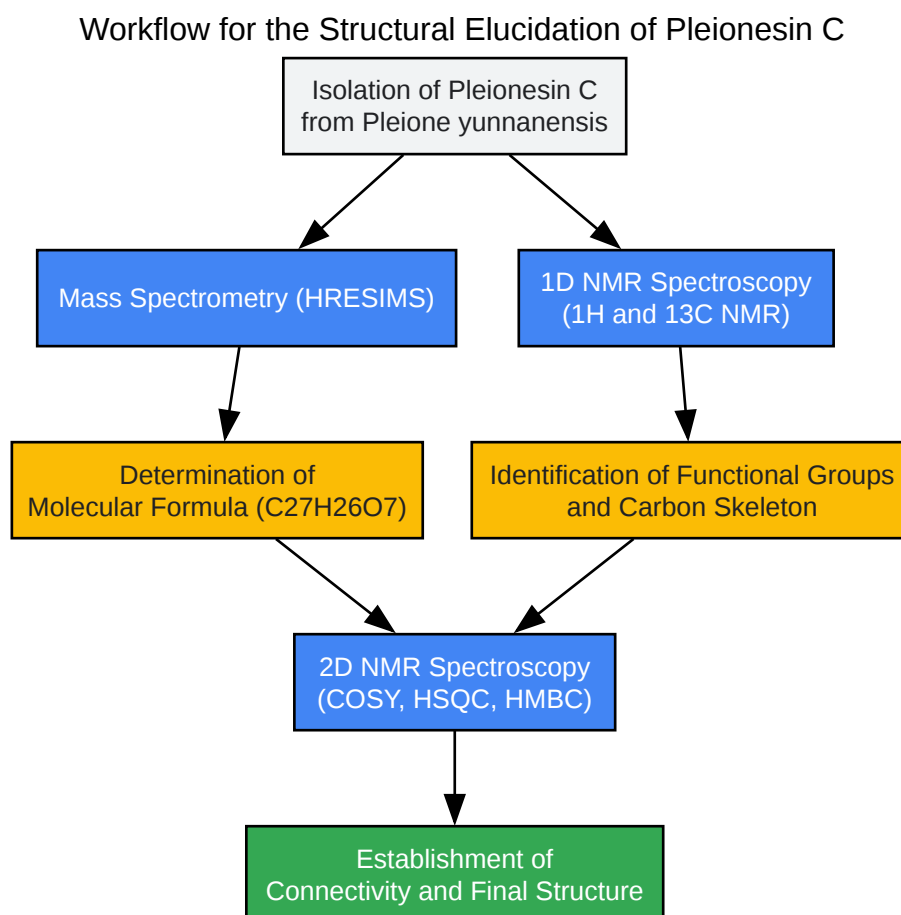 Workflow for the Structural Elucidation of Pleionesin C
Isolation of Pleionesin C
from Pleione yunnanensis
Mass Spectrometry (HRESIMS)
1D NMR Spectroscopy
(1H and 13C NMR)
Determination of
Molecular Formula (C27H26O7)
Identification of Functional Groups
and Carbon Skeleton
2D NMR Spectroscopy
(COSY, HSQC, HMBC)
Establishment of
Connectivity and Final Structure